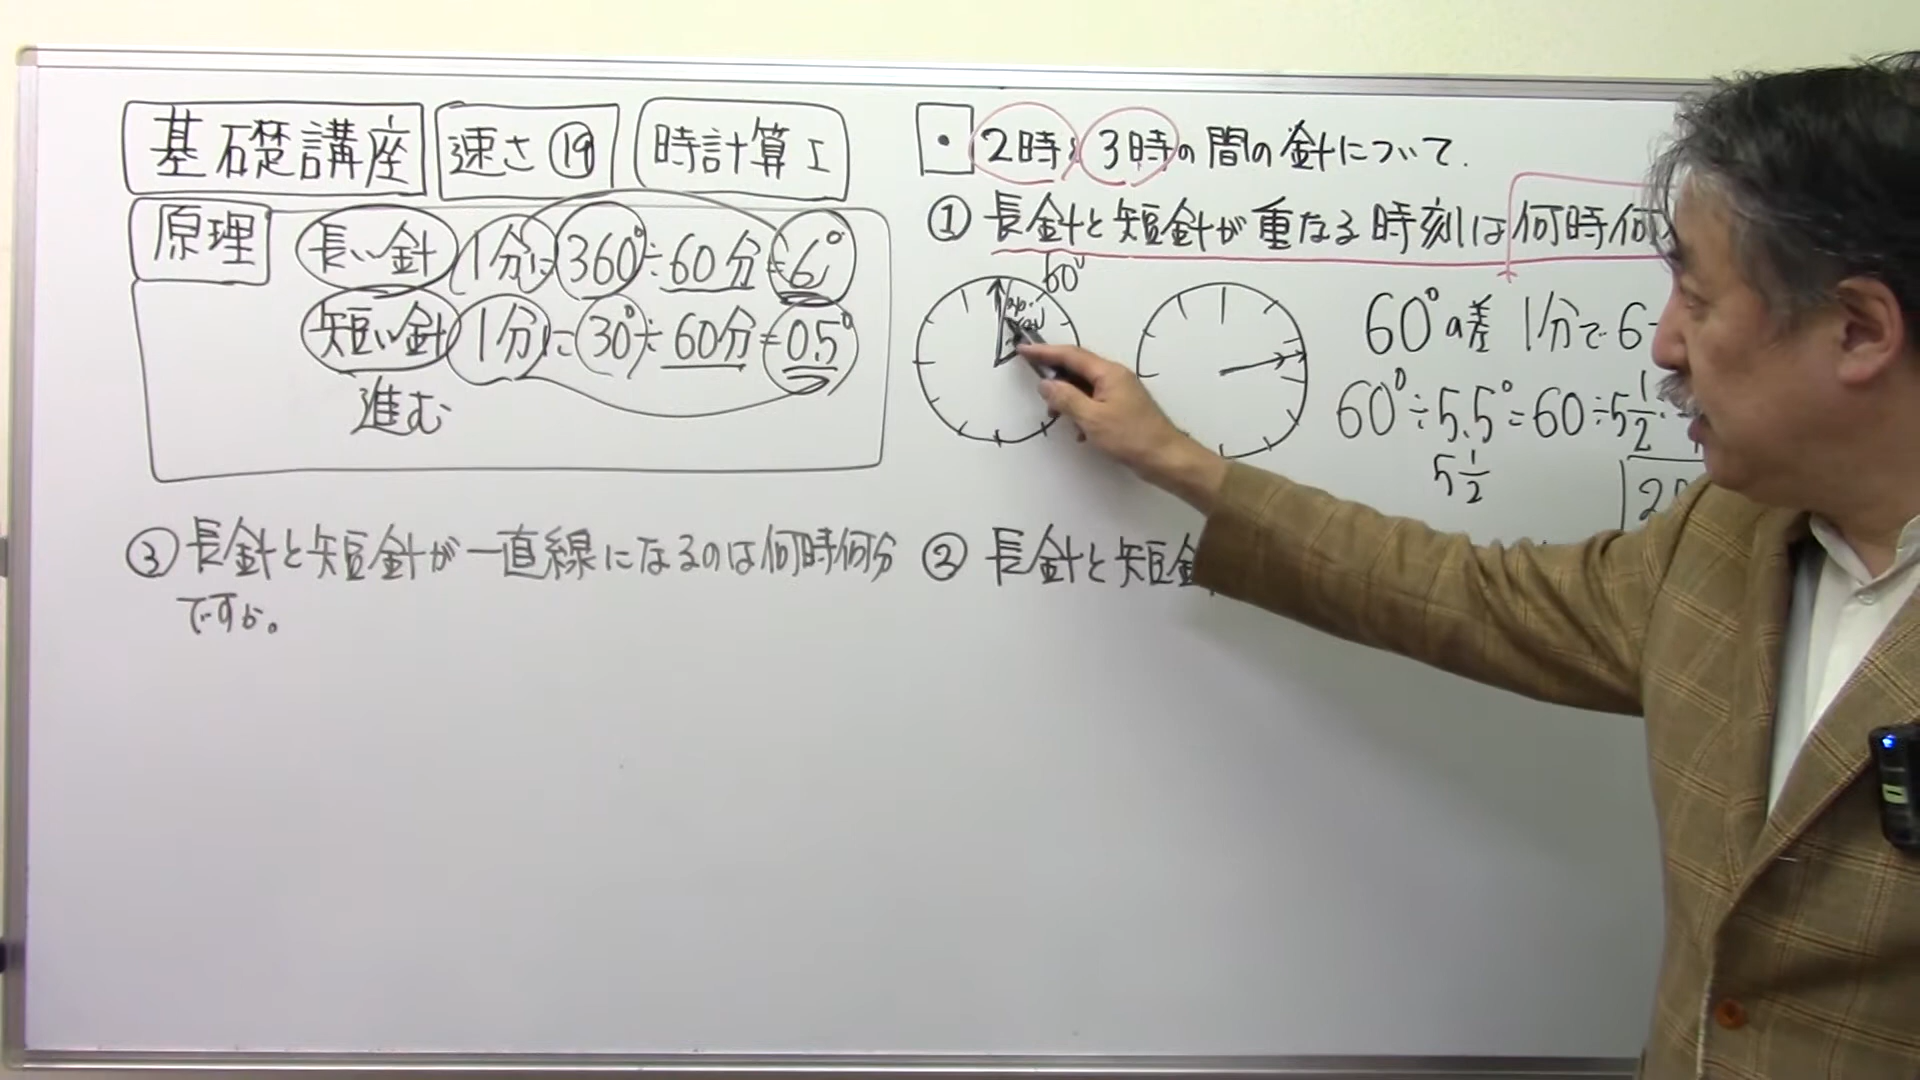 基礎講座 速さ⑲ 時計算Ⅰ
原理 長い針 1分に 360°÷60分=6°
短い針 1分に 30°÷60分=0.5°
進む
・2時と3時の間の針について.
① 長針と短針が重なる時刻は何時何
60°
60°の差 1分で6-
60°÷5.5°=60÷5 1/2
5 1/2
② 長針と短針
③ 長針と短針が一直線になるのは何時何分
ですか。